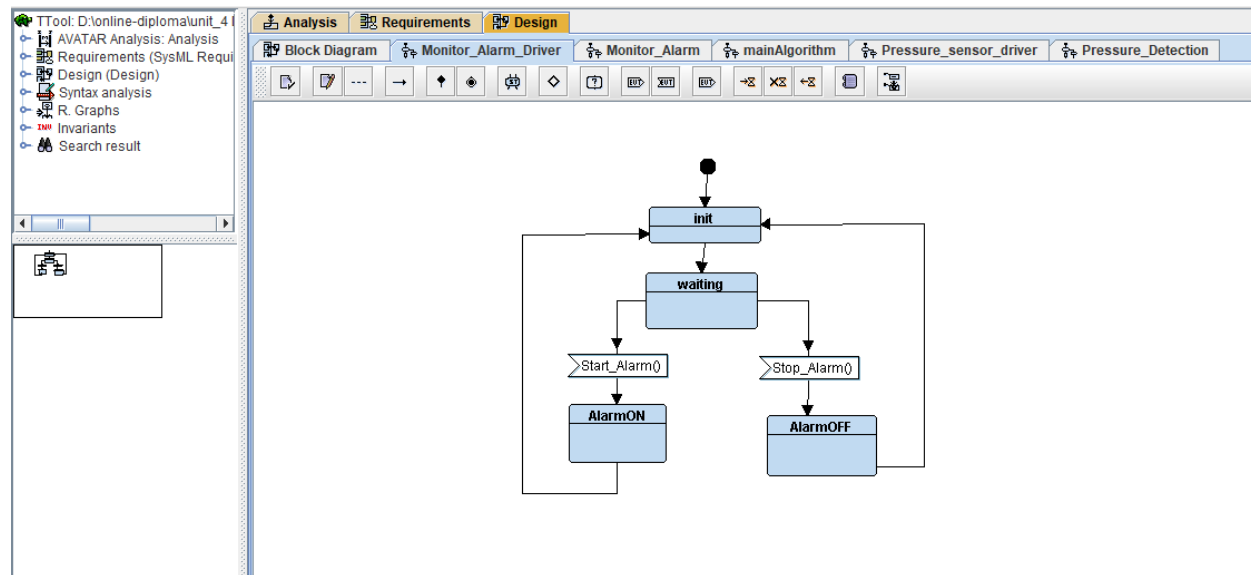 TTool: D:\online-diploma\unit_4
AVATAR Analysis: Analysis
Requirements (SysML Requi
Design (Design)
Syntax analysis
R. Graphs
INV Invariants
Search result
Analysis Requirements Design
Block Diagram Monitor_Alarm_Driver Monitor_Alarm mainAlgorithm Pressure_sensor_driver Pressure_Detection
init
waiting
Start_Alarm() Stop_Alarm()
AlarmON AlarmOFF